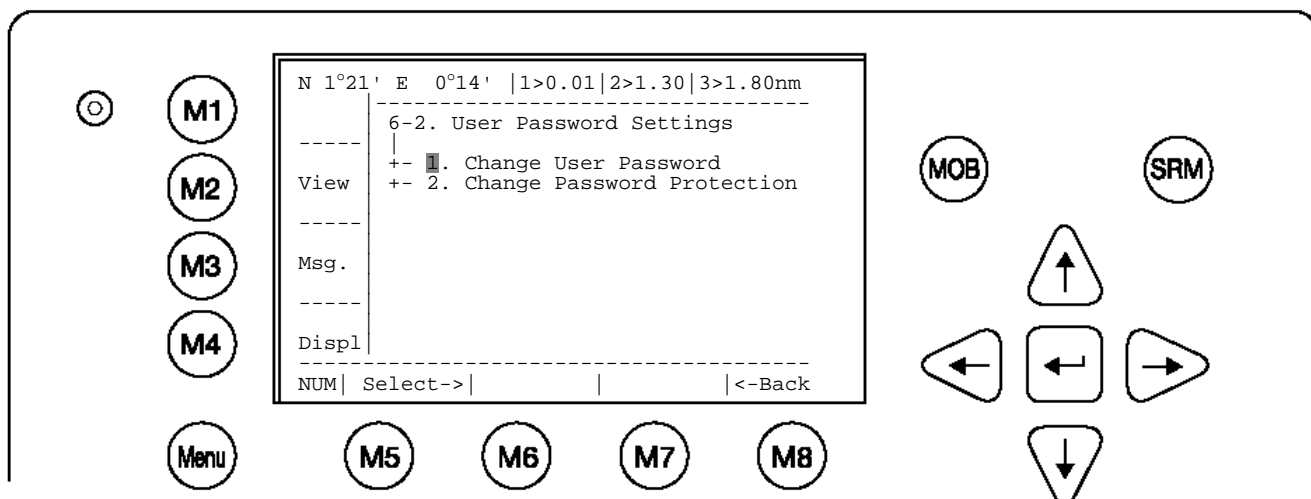 N 1°21' E 0°14' |1>0.01|2>1.30|3>1.80nm
M1
6-2. User Password Settings
+- 1. Change User Password
M2
View
+- 2. Change Password Protection
MOB
SRM
M3
Msg.
M4
Displ
NUM| Select->| | |<-Back
Menu
M5
M6
M7
M8